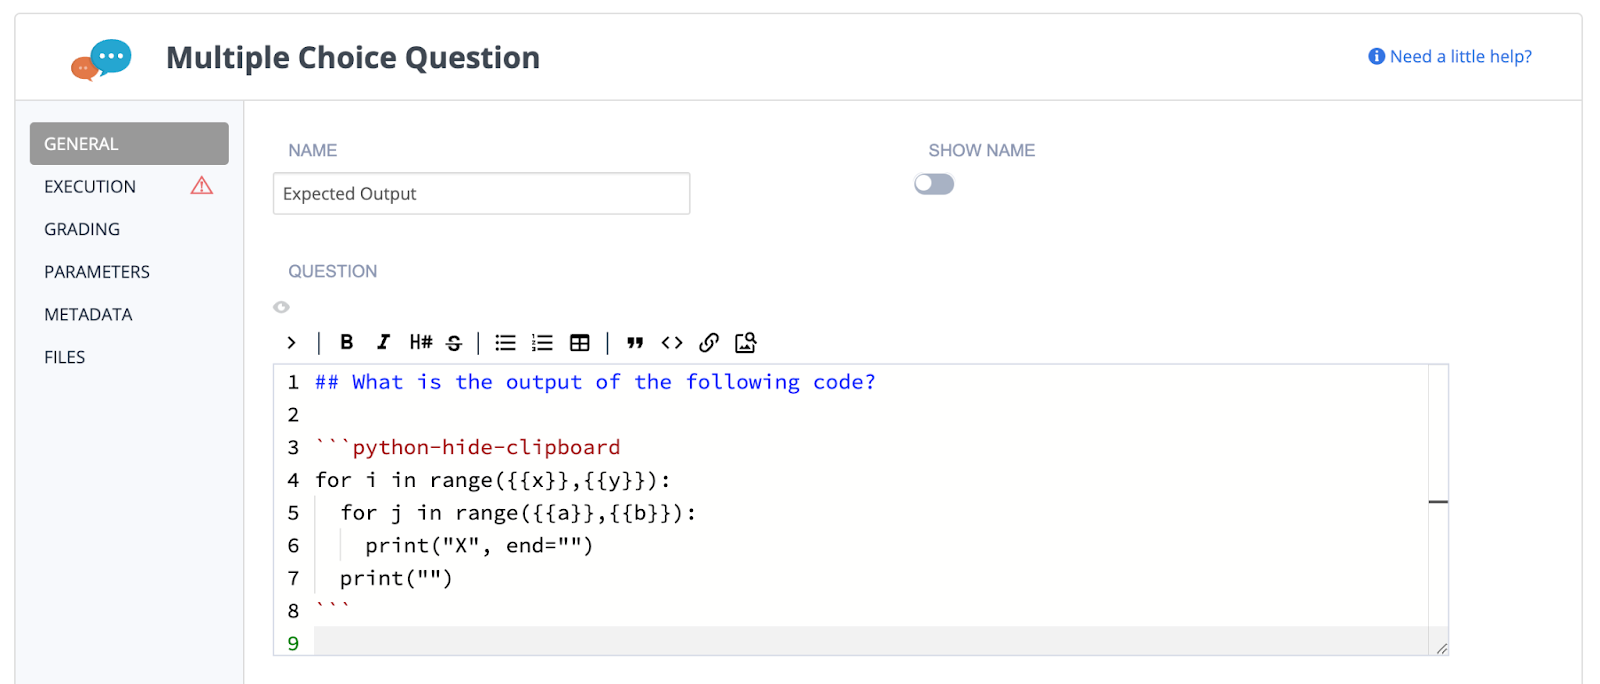 Multiple Choice Question
Need a little help?
GENERAL
EXECUTION
GRADING
PARAMETERS
METADATA
FILES
NAME
SHOW NAME
Expected Output
QUESTION
B I H# S
1 ## What is the output of the following code?
2
3 ```python-hide-clipboard
4 for i in range({{x}},{{y}}):
5   for j in range({{a}},{{b}}):
6     print("X", end="")
7   print("")
8 ```
9